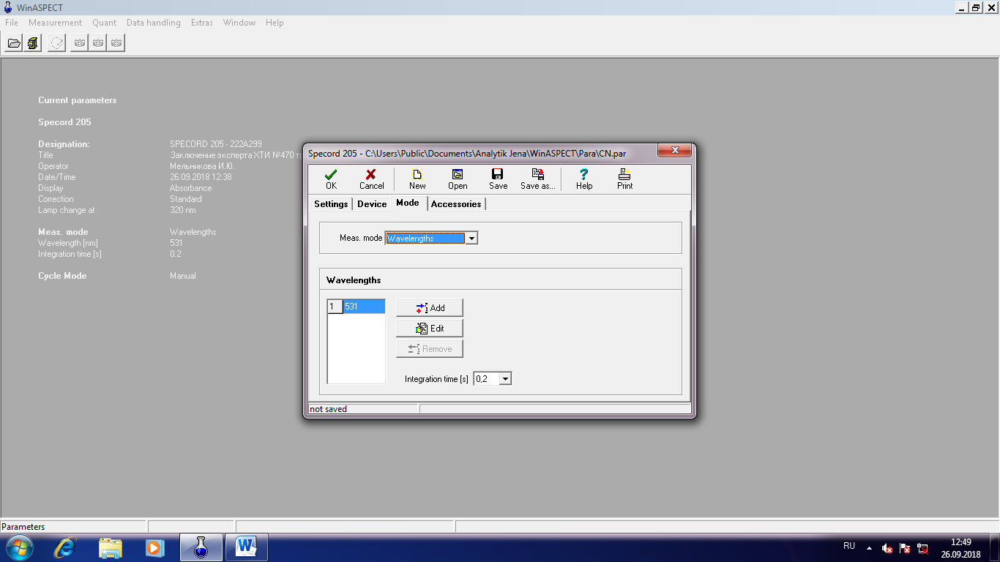 WinASPECT
File Measurement Quant Data handling Extras Window Help
Current parameters
Specord 205
Designation: SPECORD 205 - 222A299
Title Заключение эксперта ХТИ №470 тр
Operator Мельникова И.Ю.
Date/Time 26.09.2018 12:38
Display Absorbance
Correction Standard
Lamp change at 320 nm
Meas. mode Wavelengths
Wavelength [nm] 531
Integration time [s] 0.2
Cycle Mode Manual
Specord 205 - C:\Users\Public\Documents\Analytik Jena\WinASPECT\Para\CN.par
OK Cancel New Open Save Save as... Help Print
Settings Device Mode Accessories
Meas. mode Wavelengths
Wavelengths
1 531
Add
Edit
Remove
Integration time [s] 0,2
not saved
Parameters
RU
12:49
26.09.2018